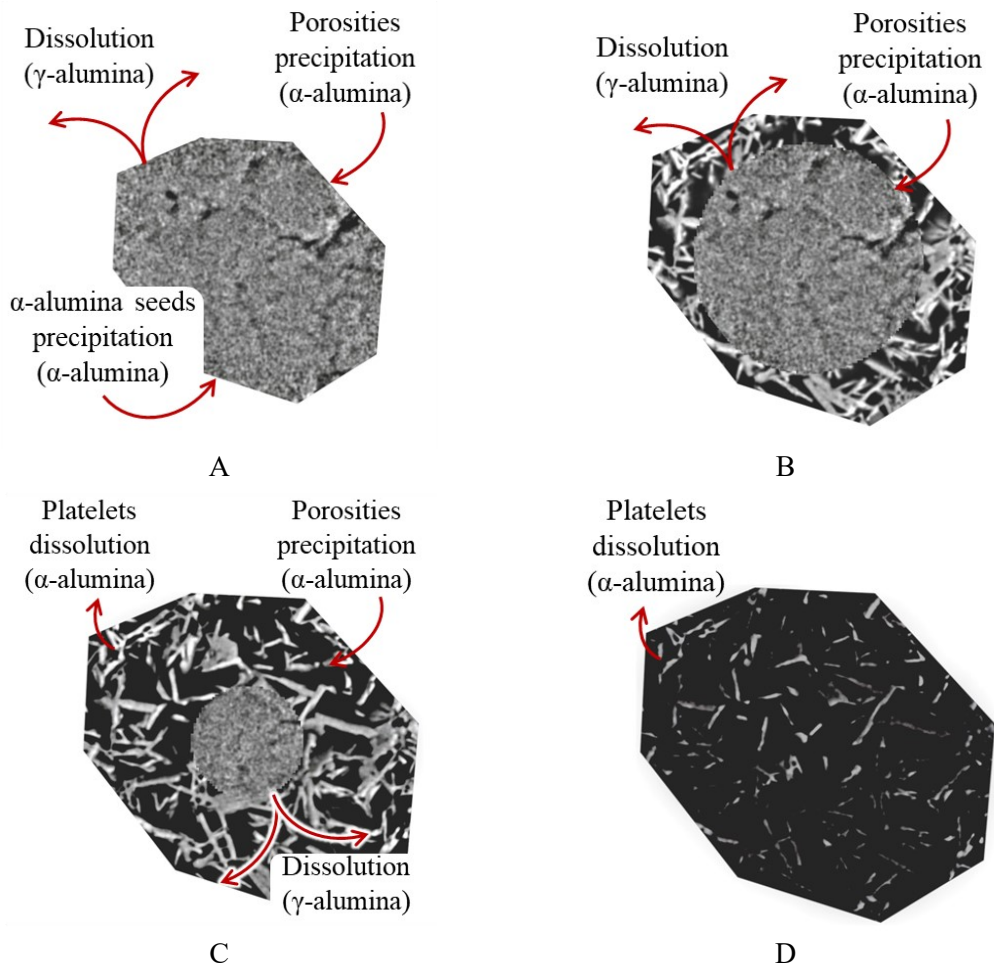 Dissolution
(γ-alumina)
Porosities
precipitation
(α-alumina)
α-alumina seeds
precipitation
(α-alumina)
A
Dissolution
(γ-alumina)
Porosities
precipitation
(α-alumina)
B
Platelets
dissolution
(α-alumina)
Porosities
precipitation
(α-alumina)
Dissolution
(γ-alumina)
C
Platelets
dissolution
(α-alumina)
D